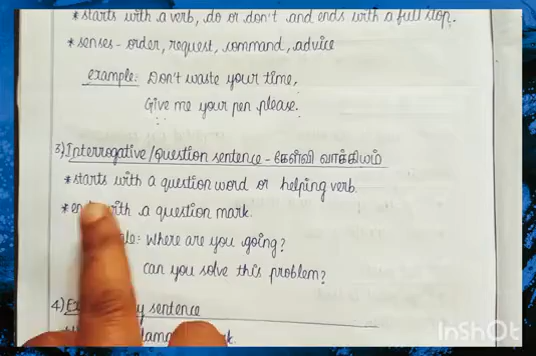 *starts with a verb, do or don't and ends with a full stop.
*senses - order, request, command, advice
example: Don't waste your time.
Give me your pen please.
3) Interrogative/Question sentence - கேள்வி வாக்கியம்
*starts with a question word or helping verb.
with a question mark.
Where are you going?
can you solve this problem?
4) sentence
InShOt